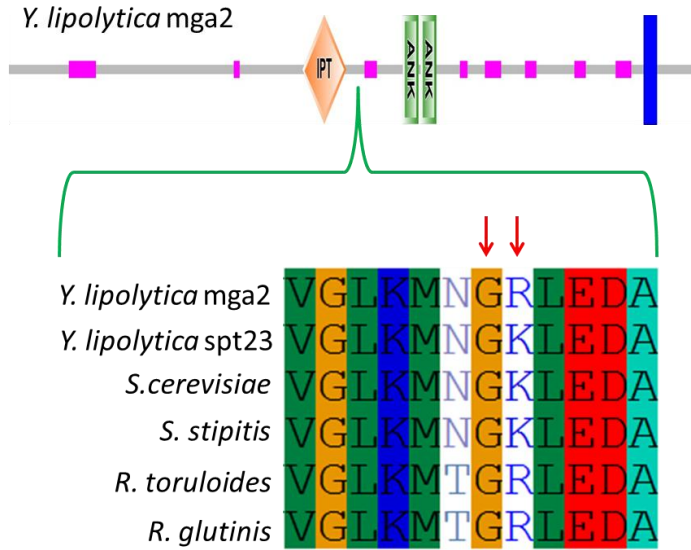 Y. lipolytica mga2
IPT
ANK
ANK
Y. lipolytica mga2 VGLKMNGRLEDA
Y. lipolytica spt23 VGLKMNGKLEDA
S.cerevisiae VGLKMNGKLEDA
S. stipitis VGLKMNGKLEDA
R. toruloides VGLKMTGRLEDA
R. glutinis VGLKMTGRLEDA